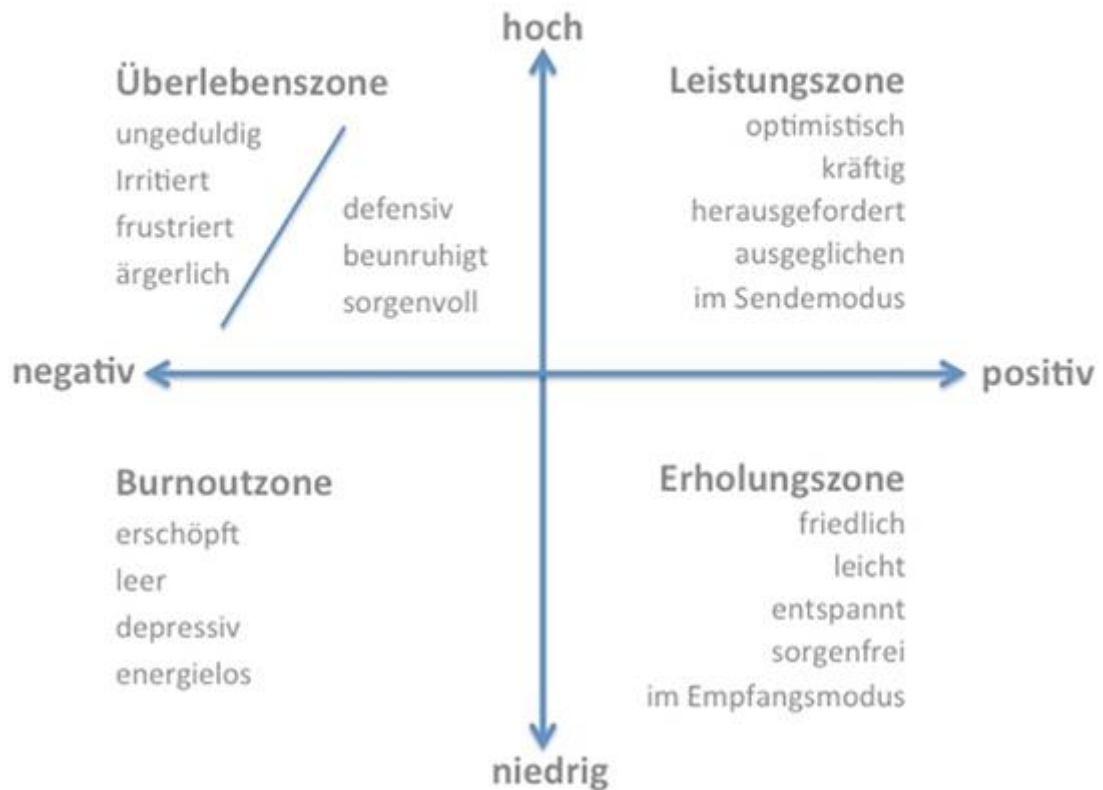 hoch
Überlebenszone
ungeduldig
Irritiert
frustriert
ärgerlich
defensiv
beunruhigt
sorgenvoll
Leistungszone
optimistisch
kräftig
herausgefordert
ausgeglichen
im Sendemodus
negativ
positiv
Burnoutzone
erschöpft
leer
depressiv
energielos
Erholungszone
friedlich
leicht
entspannt
sorgenfrei
im Empfangsmodus
niedrig